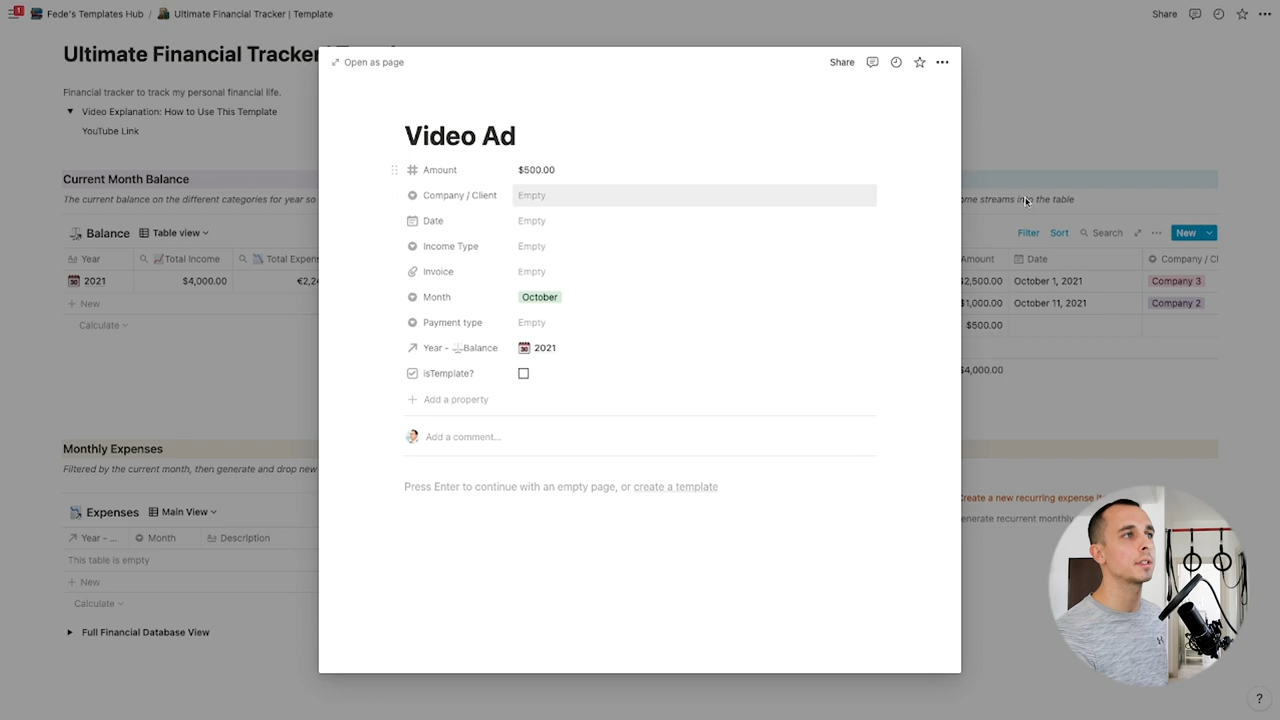 1
Fede's Templates Hub / Ultimate Financial Tracker | Template
Share
Ultimate Financial Tracker
Financial tracker to track my personal financial life.
Video Explanation: How to Use This Template
YouTube Link
Current Month Balance
The current balance on the different categories for year so
Balance Table view
Year Total Income Total Expen
2021 $4,000.00 €2,24
+ New
Calculate
Monthly Expenses
Filtered by the current month, then generate and drop new
Expenses Main View
Year - ... Month Description
This table is empty
+ New
Calculate
Full Financial Database View
Open as page
Share
Video Ad
Amount $500.00
Company / Client Empty
Date Empty
Income Type Empty
Invoice Empty
Month October
Payment type Empty
Year - Balance 2021
isTemplate?
+ Add a property
Add a comment...
Press Enter to continue with an empty page, or create a template
ome streams into the table
Filter Sort Search New
Amount Date Company / Cl
$2,500.00 October 1, 2021 Company 3
$1,000.00 October 11, 2021 Company 2
$500.00
$4,000.00
Create a new recurring expense it
enerate recurrent monthly
?